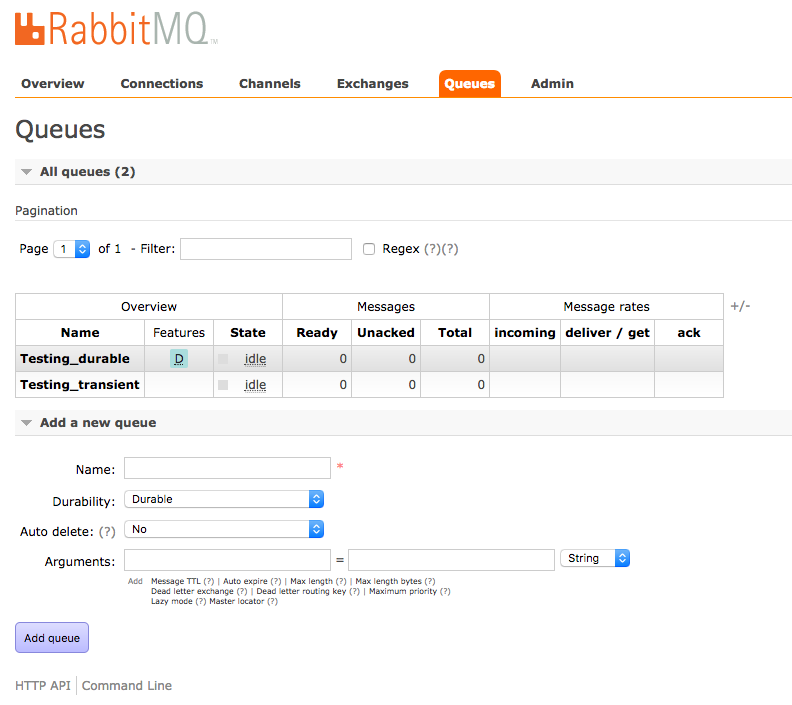 RabbitMQ™
Overview Connections Channels Exchanges Queues Admin
Queues
All queues (2)
Pagination
Page 1 of 1 - Filter: Regex (?)(?)
Overview Messages Message rates +/-
Name Features State Ready Unacked Total incoming deliver / get ack
Testing_durable D idle 0 0 0
Testing_transient idle 0 0 0
Add a new queue
Name: *
Durability: Durable
Auto delete: (?) No
Arguments: = String
Add Message TTL (?) | Auto expire (?) | Max length (?) | Max length bytes (?)
Dead letter exchange (?) | Dead letter routing key (?) | Maximum priority (?)
Lazy mode (?) Master locator (?)
Add queue
HTTP API Command Line